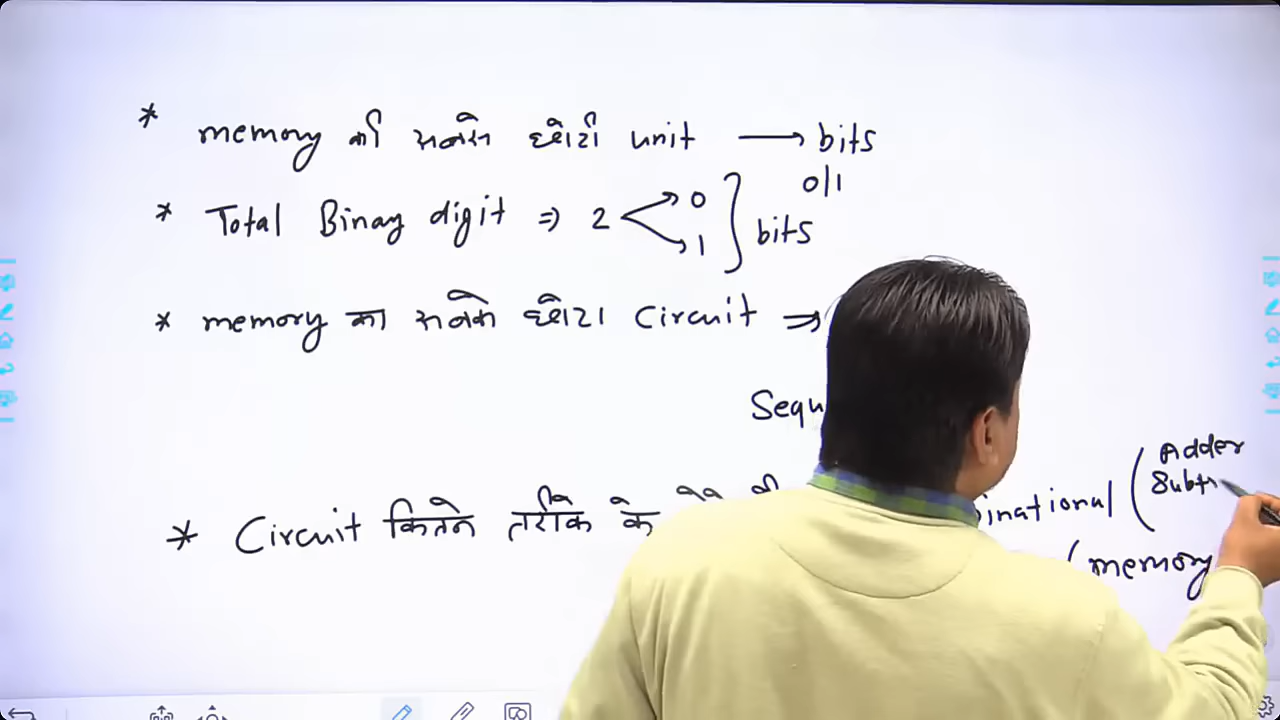 * memory की सबसे छोटी unit → bits
0/1
* Total Binary digit ⇒ 2 0 1 } bits
* memory का सबसे छोटा circuit ⇒
Sequ
* Circuit कितने तरीके के
inational ( Adder
Subtr
( memory